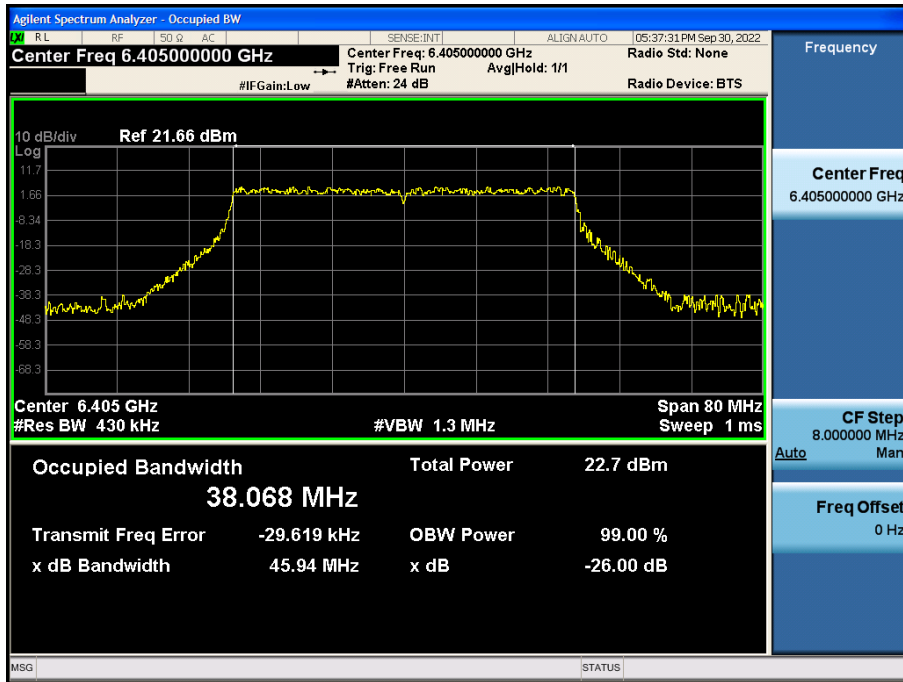 Agilent Spectrum Analyzer - Occupied BW
LXI RL RF 50 Ω AC SENSE:INT ALIGN AUTO 05:37:31 PM Sep 30, 2022
Center Freq 6.405000000 GHz
Center Freq: 6.405000000 GHz
Radio Std: None
Trig: Free Run Avg|Hold: 1/1
#IFGain:Low
#Atten: 24 dB
Radio Device: BTS
10 dB/div Ref 21.66 dBm
Log
11.7
1.66
-8.34
-18.3
-28.3
-38.3
-48.3
-58.3
-68.3
Center 6.405 GHz Span 80 MHz
#Res BW 430 kHz #VBW 1.3 MHz Sweep 1 ms
Occupied Bandwidth Total Power 22.7 dBm
38.068 MHz
Transmit Freq Error -29.619 kHz OBW Power 99.00 %
x dB Bandwidth 45.94 MHz x dB -26.00 dB
MSG STATUS
Frequency
Center Freq
6.405000000 GHz
CF Step
8.000000 MHz
Auto Man
Freq Offset
0 Hz